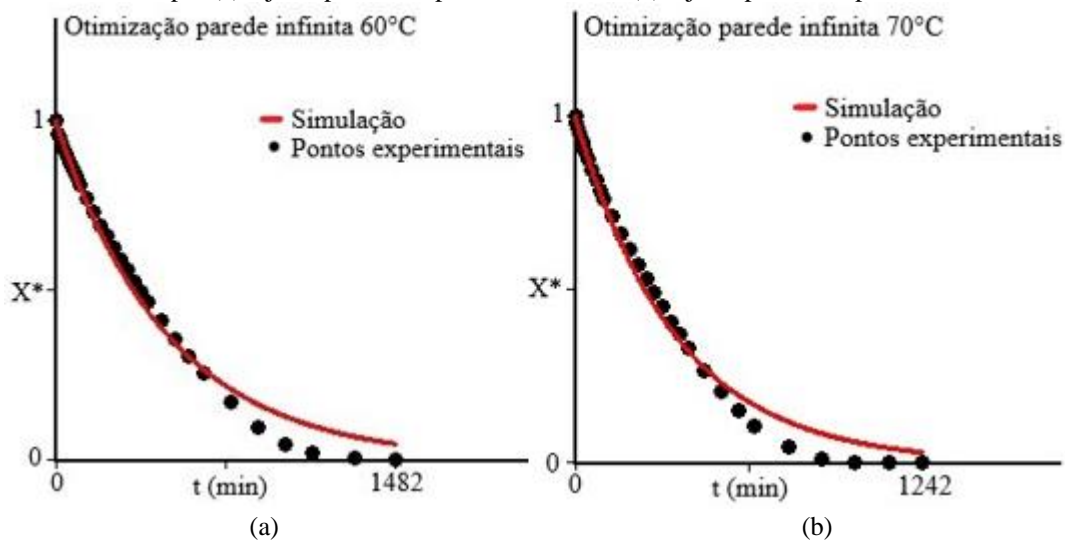 Otimização parede infinita 60°C
Simulação
Pontos experimentais
1
X*
0
0
t (min)
1482
(a)
Otimização parede infinita 70°C
Simulação
Pontos experimentais
1
X*
0
0
t (min)
1242
(b)